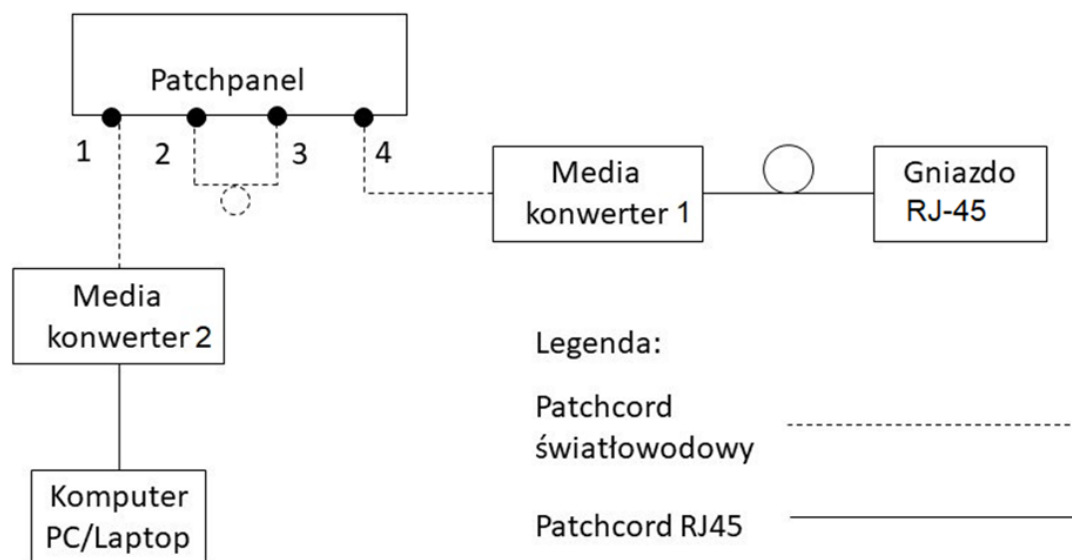 Patchpanel
1
2
3
4
Media
konwerter 1
Gniazdo
RJ-45
Media
konwerter 2
Komputer
PC/Laptop
Legenda:
Patchcord
światłowodowy
Patchcord RJ45